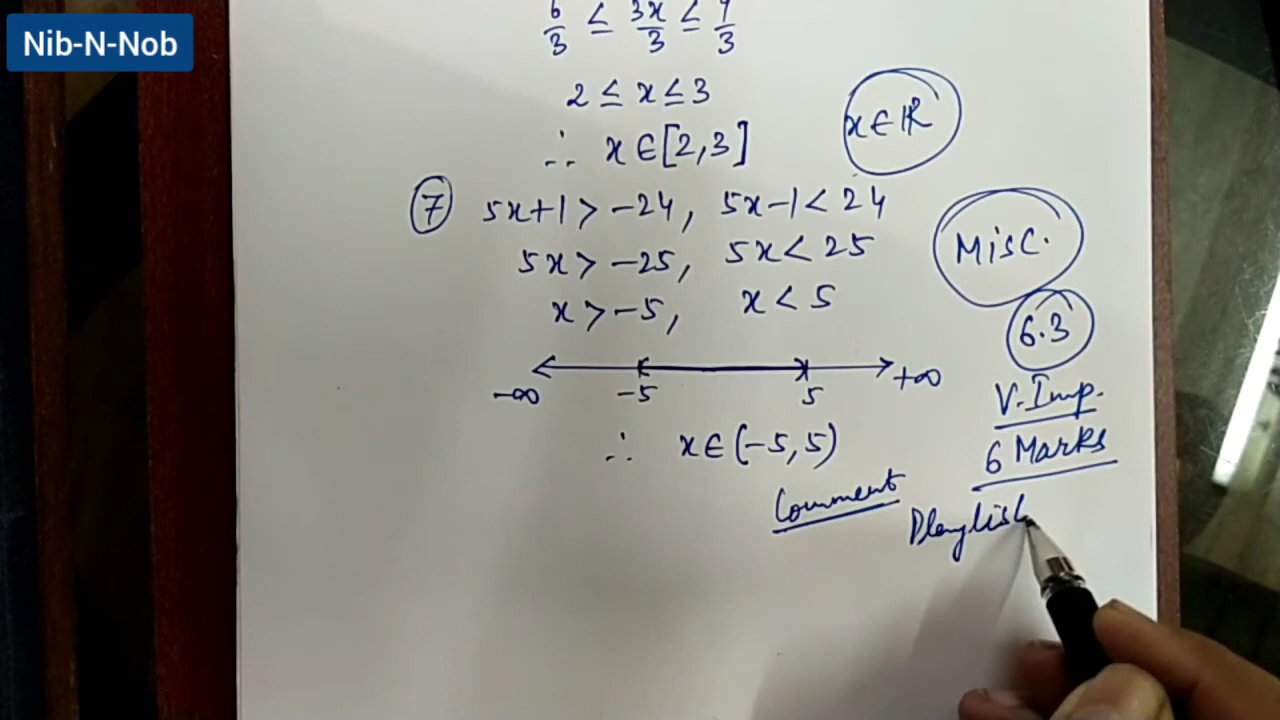 Nib-N-Nob
6/3 ≤ 3x/3 ≤ 9/3
2 ≤ x ≤ 3
∴ x ∈ [2,3]
x ∈ IR
7 5x+1 > -24, 5x-1 < 24
5x > -25, 5x < 25
x > -5, x < 5
Misc.
6.3
-∞ -5 5 +∞
V. Imp.
6 Marks
∴ x ∈ (-5, 5)
Comment
Playlist